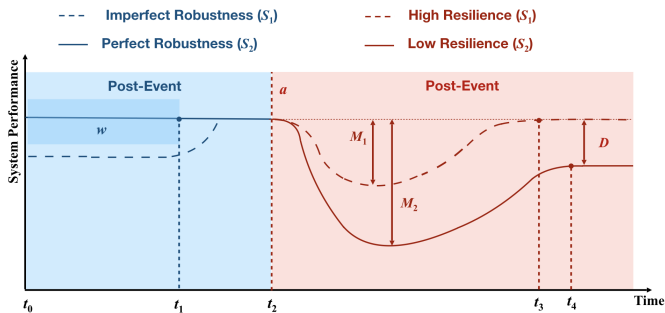 Imperfect Robustness (S₁)
High Resilience (S₁)
Perfect Robustness (S₂)
Low Resilience (S₂)
System Performance
Post-Event
a
Post-Event
w
M₁
D
M₂
t₀
t₁
t₂
t₃
t₄
Time